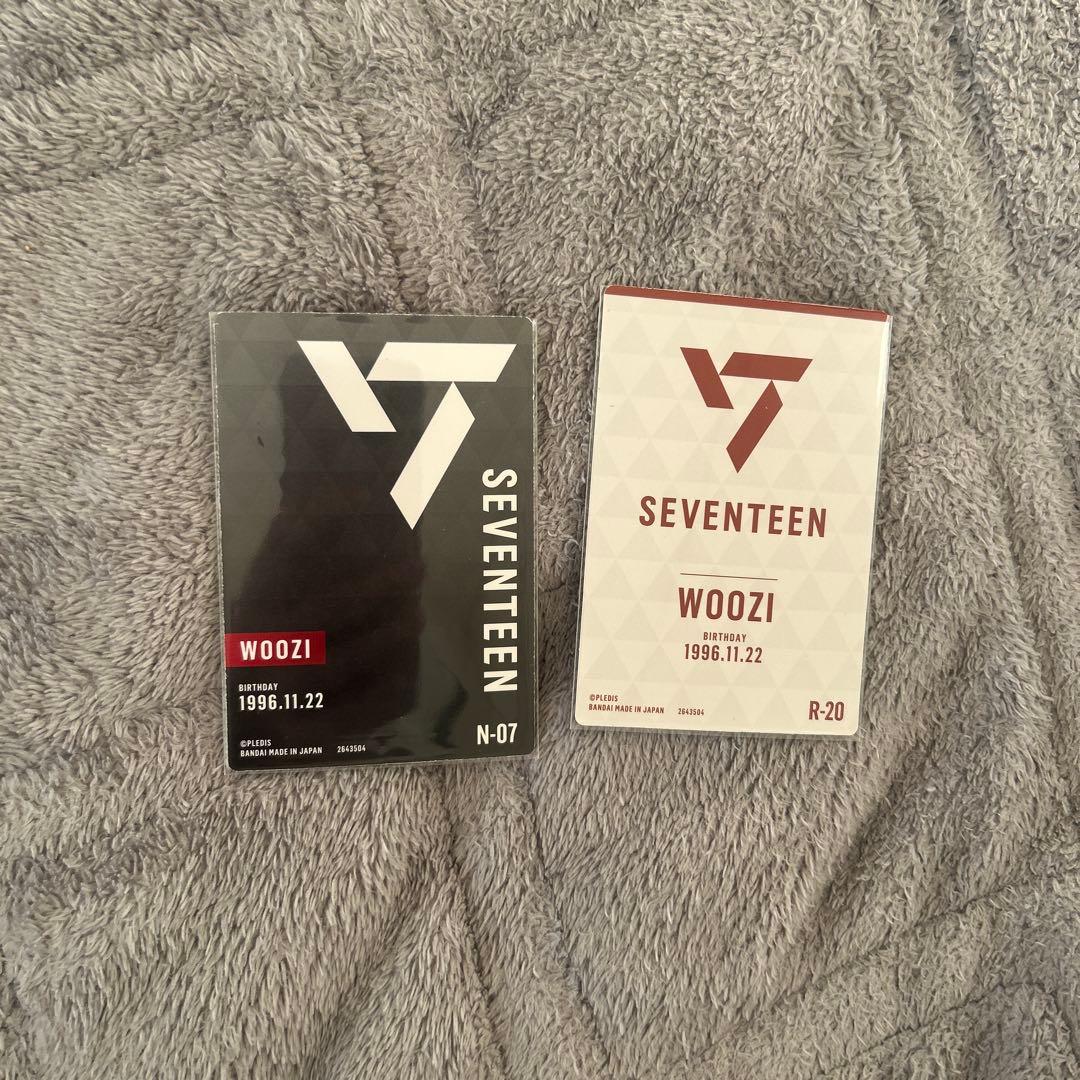 SEVENTEEN
WOOZI
BIRTHDAY
1996.11.22
©PLEDIS
BANDAI MADE IN JAPAN 2643504
N-07
SEVENTEEN
WOOZI
BIRTHDAY
1996.11.22
©PLEDIS
BANDAI MADE IN JAPAN 2643504
R-20